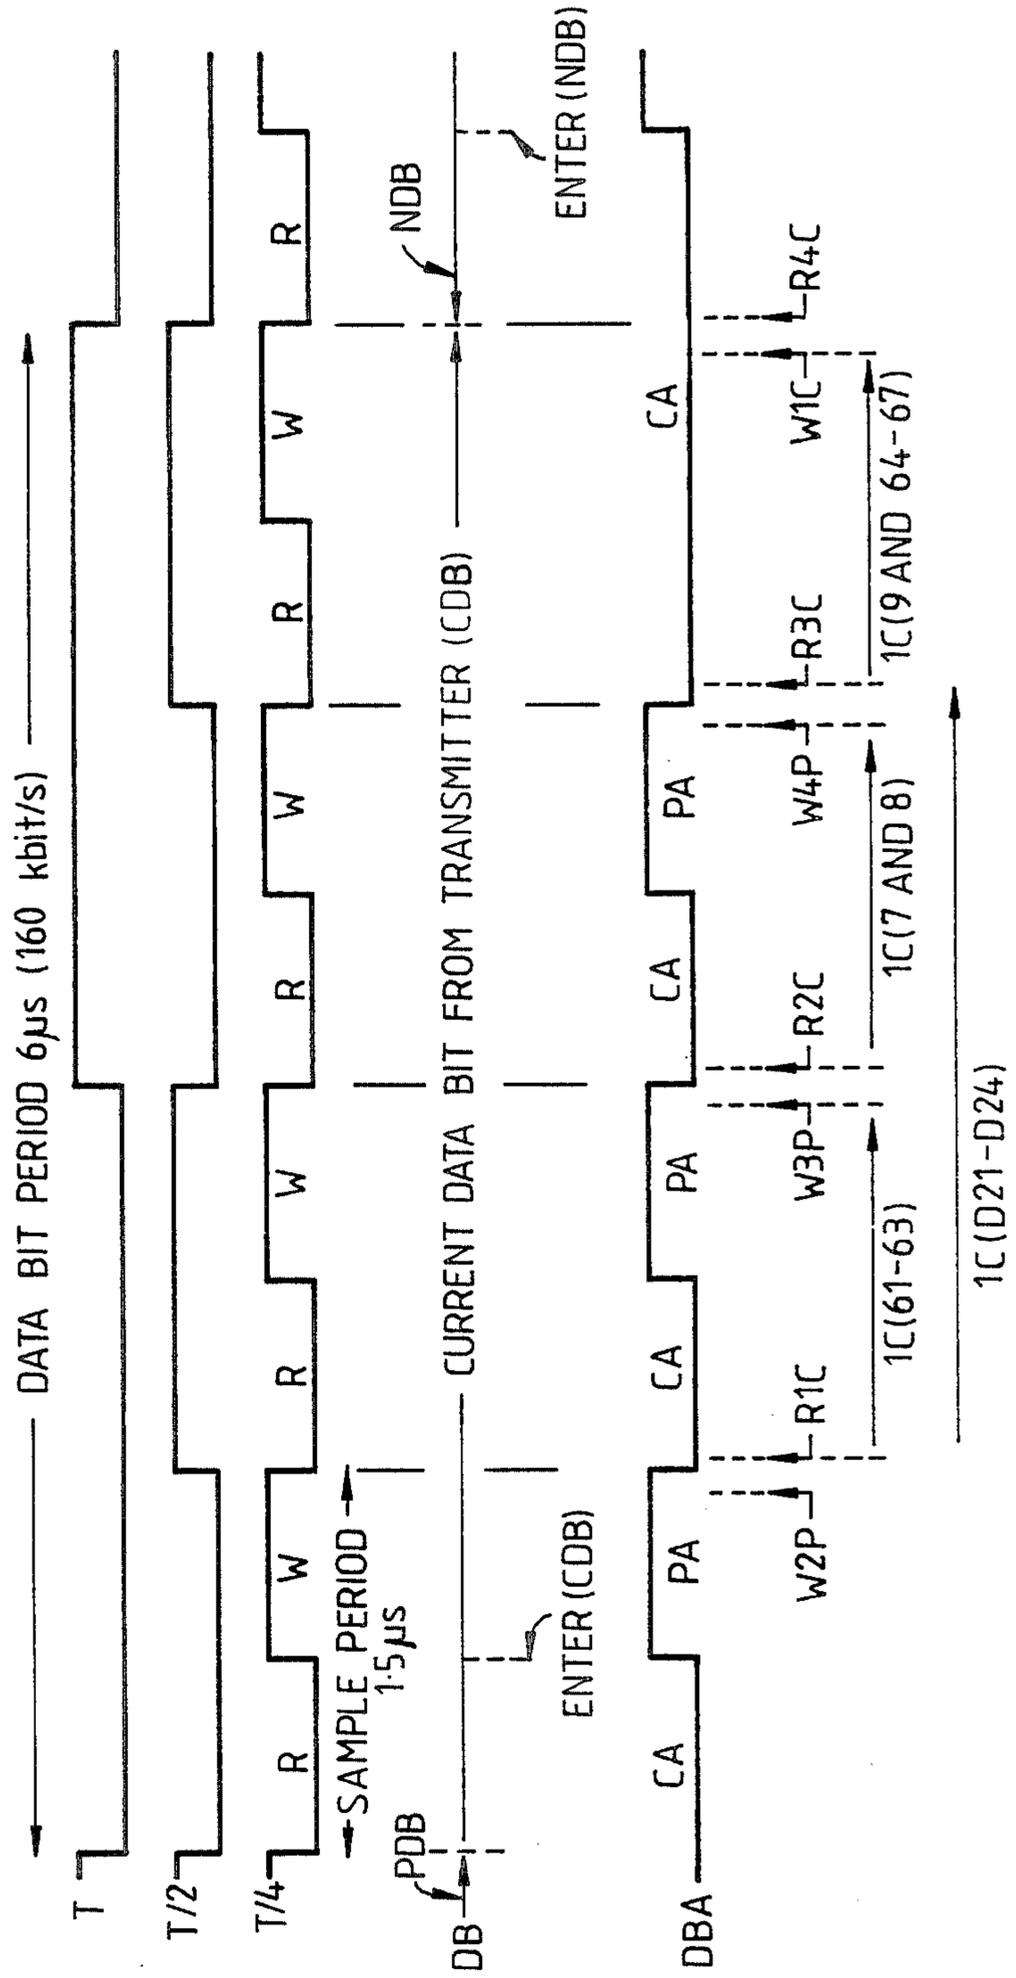 DATA BIT PERIOD 6µs (160 kbit/s)
T
T/2
T/4
R W R W R W R W R
SAMPLE PERIOD
1·5µs
PDB
NDB
DB
CURRENT DATA BIT FROM TRANSMITTER (CDB)
ENTER (CDB)
ENTER (NDB)
DBA
CA PA CA PA CA PA CA
W2P R1C W3P R2C W4P R3C W1C R4C
1C(61-63)
1C(7 AND 8)
1C(9 AND 64-67)
1C(D21-D24)